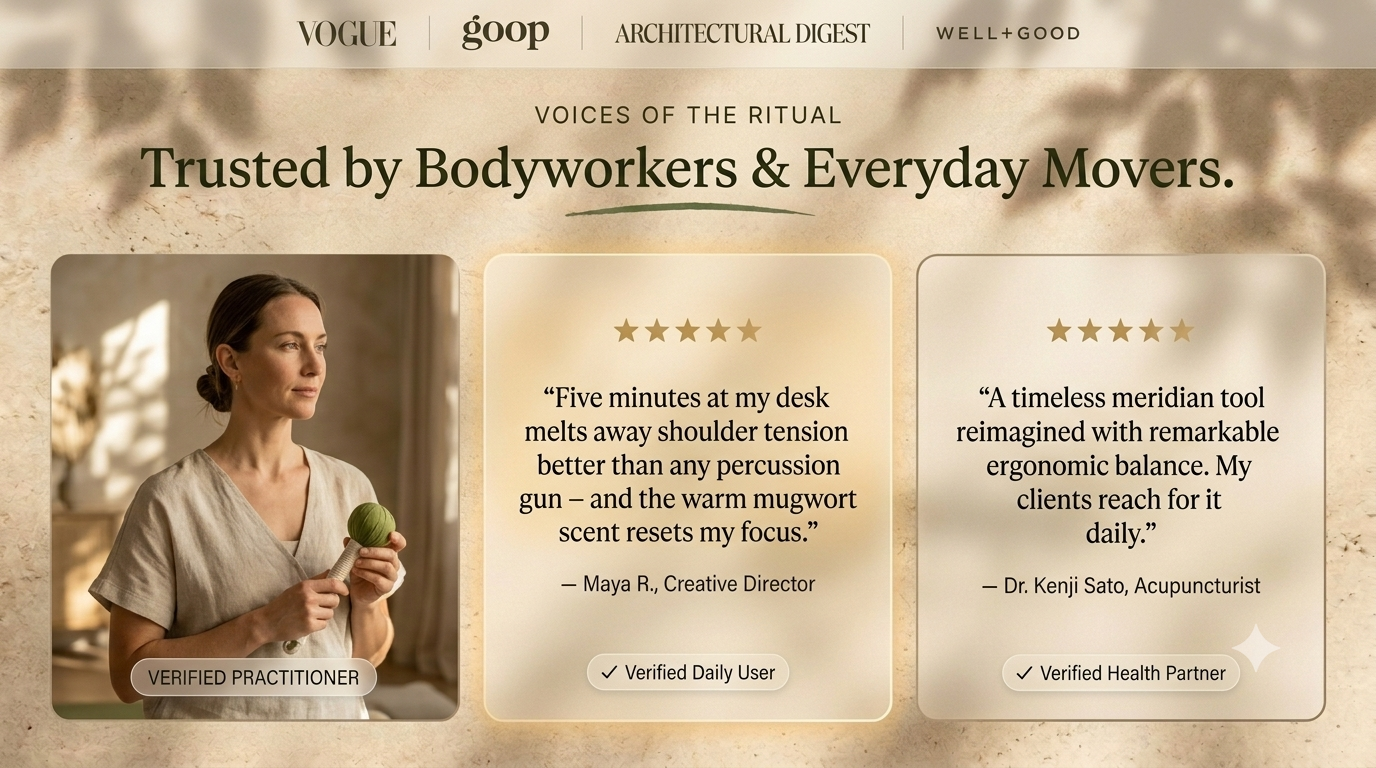 VOGUE
goop
ARCHITECTURAL DIGEST
WELL+GOOD
VOICES OF THE RITUAL
Trusted by Bodyworkers & Everyday Movers.
VERIFIED PRACTITIONER
“Five minutes at my desk
melts away shoulder tension
better than any percussion
gun – and the warm mugwort
scent resets my focus.”
— Maya R., Creative Director
✓ Verified Daily User
“A timeless meridian tool
reimagined with remarkable
ergonomic balance. My
clients reach for it
daily.”
— Dr. Kenji Sato, Acupuncturist
✓ Verified Health Partner